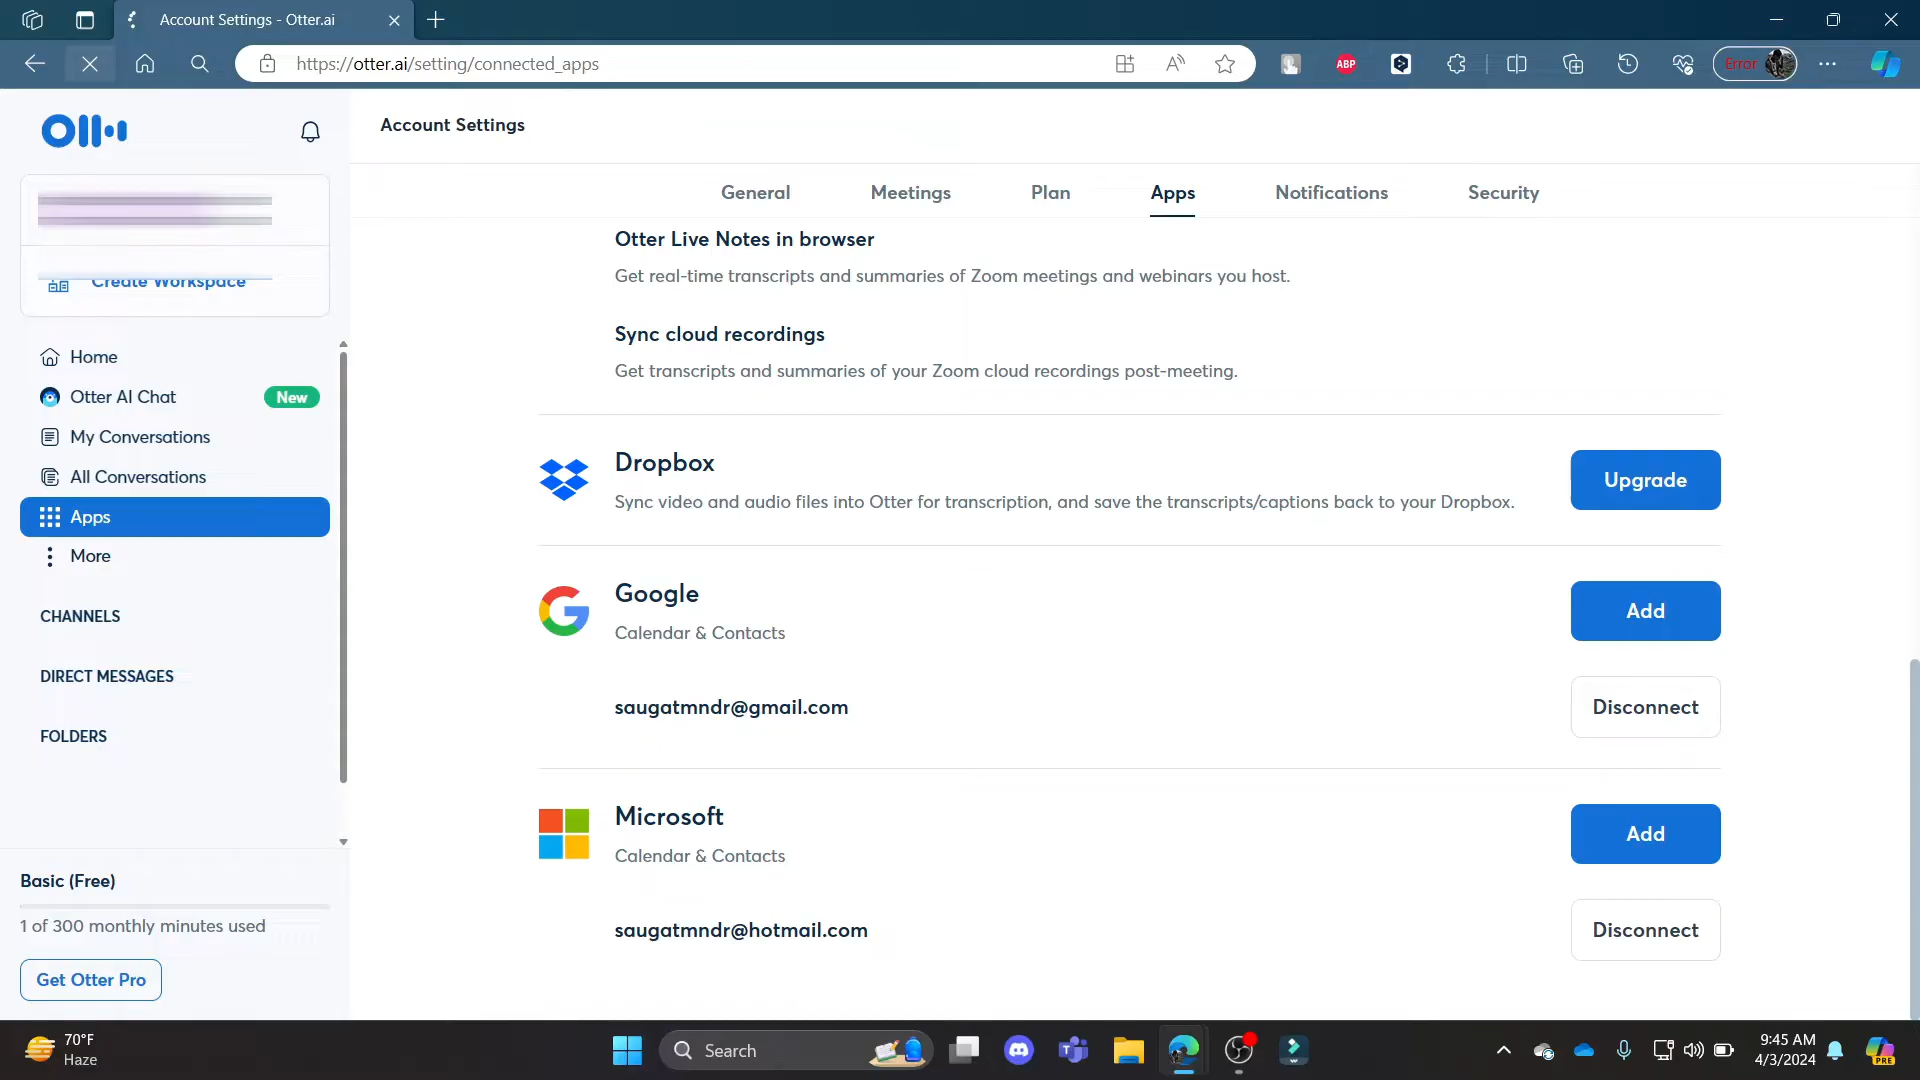 Account Settings - Otter.ai
https://otter.ai/setting/connected_apps
ABP
Error
Account Settings
General
Meetings
Plan
Apps
Notifications
Security
Create Workspace
Home
Otter AI Chat
New
My Conversations
All Conversations
Apps
More
CHANNELS
DIRECT MESSAGES
FOLDERS
Basic (Free)
1 of 300 monthly minutes used
Get Otter Pro
Otter Live Notes in browser
Get real-time transcripts and summaries of Zoom meetings and webinars you host.
Sync cloud recordings
Get transcripts and summaries of your Zoom cloud recordings post-meeting.
Dropbox
Sync video and audio files into Otter for transcription, and save the transcripts/captions back to your Dropbox.
Upgrade
Google
Calendar & Contacts
Add
saugatmndr@gmail.com
Disconnect
Microsoft
Calendar & Contacts
Add
saugatmndr@hotmail.com
Disconnect
70°F
Haze
Search
9:45 AM
4/3/2024
PRE